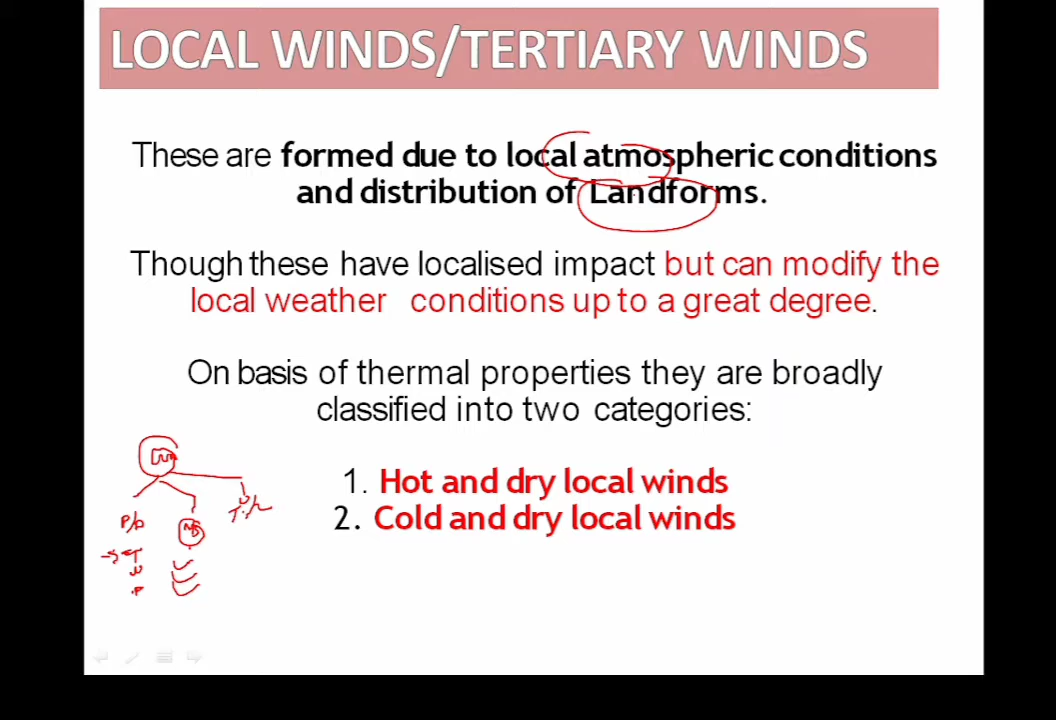 LOCAL WINDS/TERTIARY WINDS
These are formed due to local atmospheric conditions
and distribution of Landforms.
Though these have localised impact but can modify the
local weather conditions up to a great degree.
On basis of thermal properties they are broadly
classified into two categories:
1. Hot and dry local winds
2. Cold and dry local winds